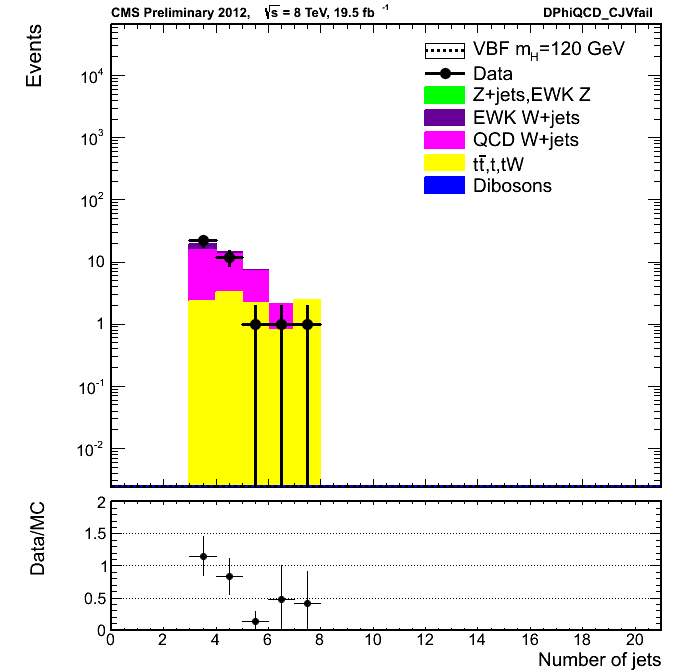 CMS Preliminary 2012, √s = 8 TeV, 19.5 fb⁻¹ DPhiQCD_CJVfail
Events
VBF m_H=120 GeV
Data
Z+jets,EWK Z
EWK W+jets
QCD W+jets
tt̄,t,tW
Dibosons
10⁴
10³
10²
10
1
10⁻¹
10⁻²
Data/MC
2
1.5
1
0.5
0
0 2 4 6 8 10 12 14 16 18 20
Number of jets